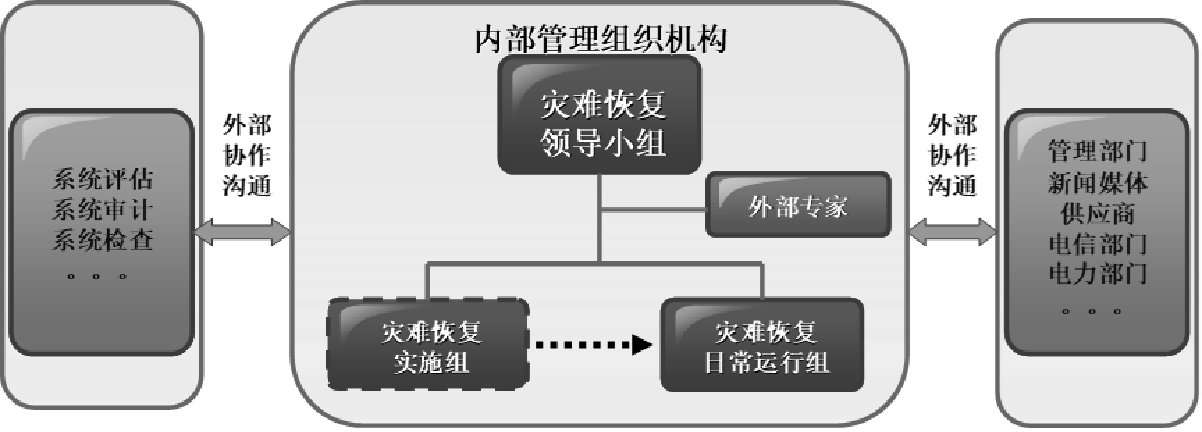 内部管理组织机构
灾难恢复
领导小组
外部专家
灾难恢复
实施组
灾难恢复
日常运行组
外部
协作
沟通
系统评估
系统审计
系统检查
。。。
外部
协作
沟通
管理部门
新闻媒体
供应商
电信部门
电力部门
。。。